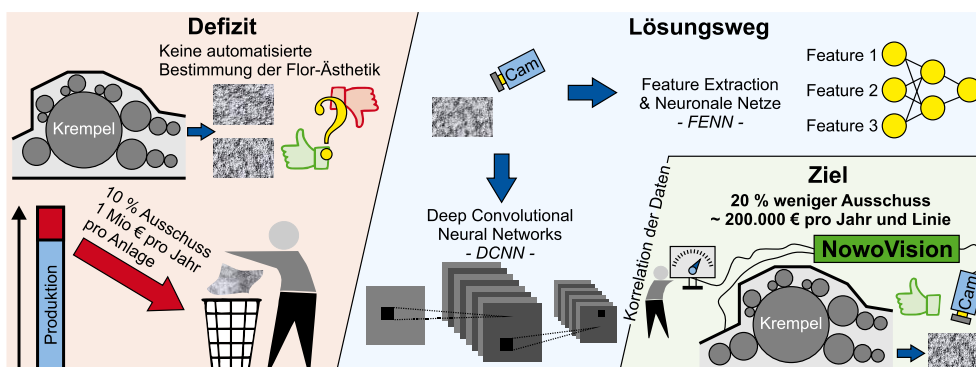 Defizit
Keine automatisierte
Bestimmung der Flor-Ästhetik
Krempel
?
10 % Ausschuss
1 Mio € pro Jahr
pro Anlage
Produktion
Lösungsweg
Cam
Feature Extraction
& Neuronale Netze
- FENN -
Feature 1
Feature 2
Feature 3
Deep Convolutional
Neural Networks
- DCNN -
Korrelation der Daten
Ziel
20 % weniger Ausschuss
~ 200.000 € pro Jahr und Linie
NowoVision
Krempel
Cam